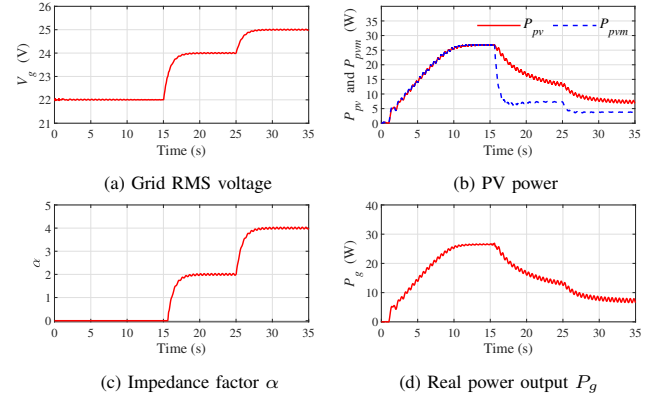 26
25
24
23
22
21
V_g (V)
0 5 10 15 20 25 30 35
Time (s)
(a) Grid RMS voltage
P_pv P_pvm
40
35
30
25
20
15
10
5
0
P_pv and P_pvm (W)
0 5 10 15 20 25 30 35
Time (s)
(b) PV power
5
4
3
2
1
0
α
0 5 10 15 20 25 30 35
Time (s)
(c) Impedance factor α
40
30
20
10
0
P_g (W)
0 5 10 15 20 25 30 35
Time (s)
(d) Real power output P_g